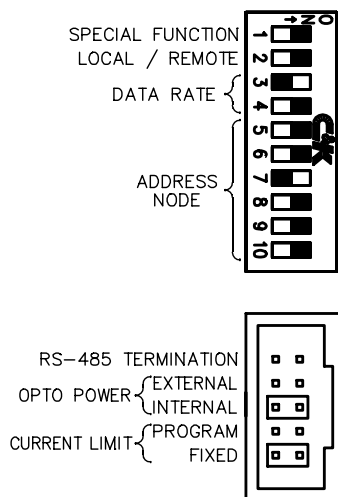 SPECIAL FUNCTION
LOCAL / REMOTE
DATA RATE
ADDRESS
NODE
ON
↑
1
2
3
4
5
6
7
8
9
10
C&K
RS-485 TERMINATION
OPTO POWER
EXTERNAL
INTERNAL
CURRENT LIMIT
PROGRAM
FIXED